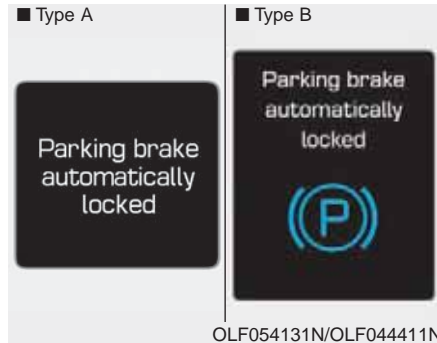 ■ Type A
Parking brake
automatically
locked
■ Type B
Parking brake
automatically
locked
P
OLF054131N/OLF044411N